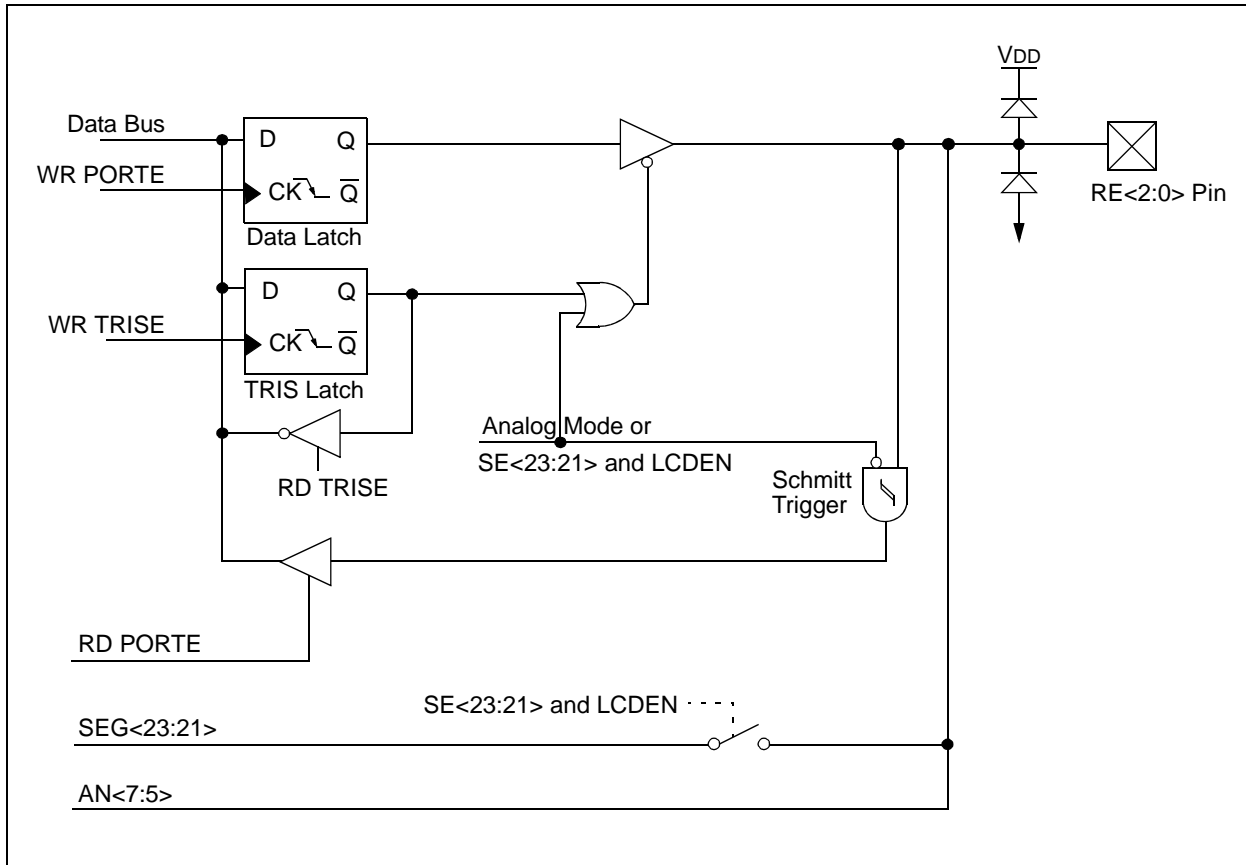 VDD
Data Bus
D Q
WR PORTE
CK Q̅
RE<2:0> Pin
Data Latch
D Q
WR TRISE
CK Q̅
TRIS Latch
Analog Mode or
SE<23:21> and LCDEN
Schmitt
Trigger
RD TRISE
RD PORTE
SE<23:21> and LCDEN
SEG<23:21>
AN<7:5>